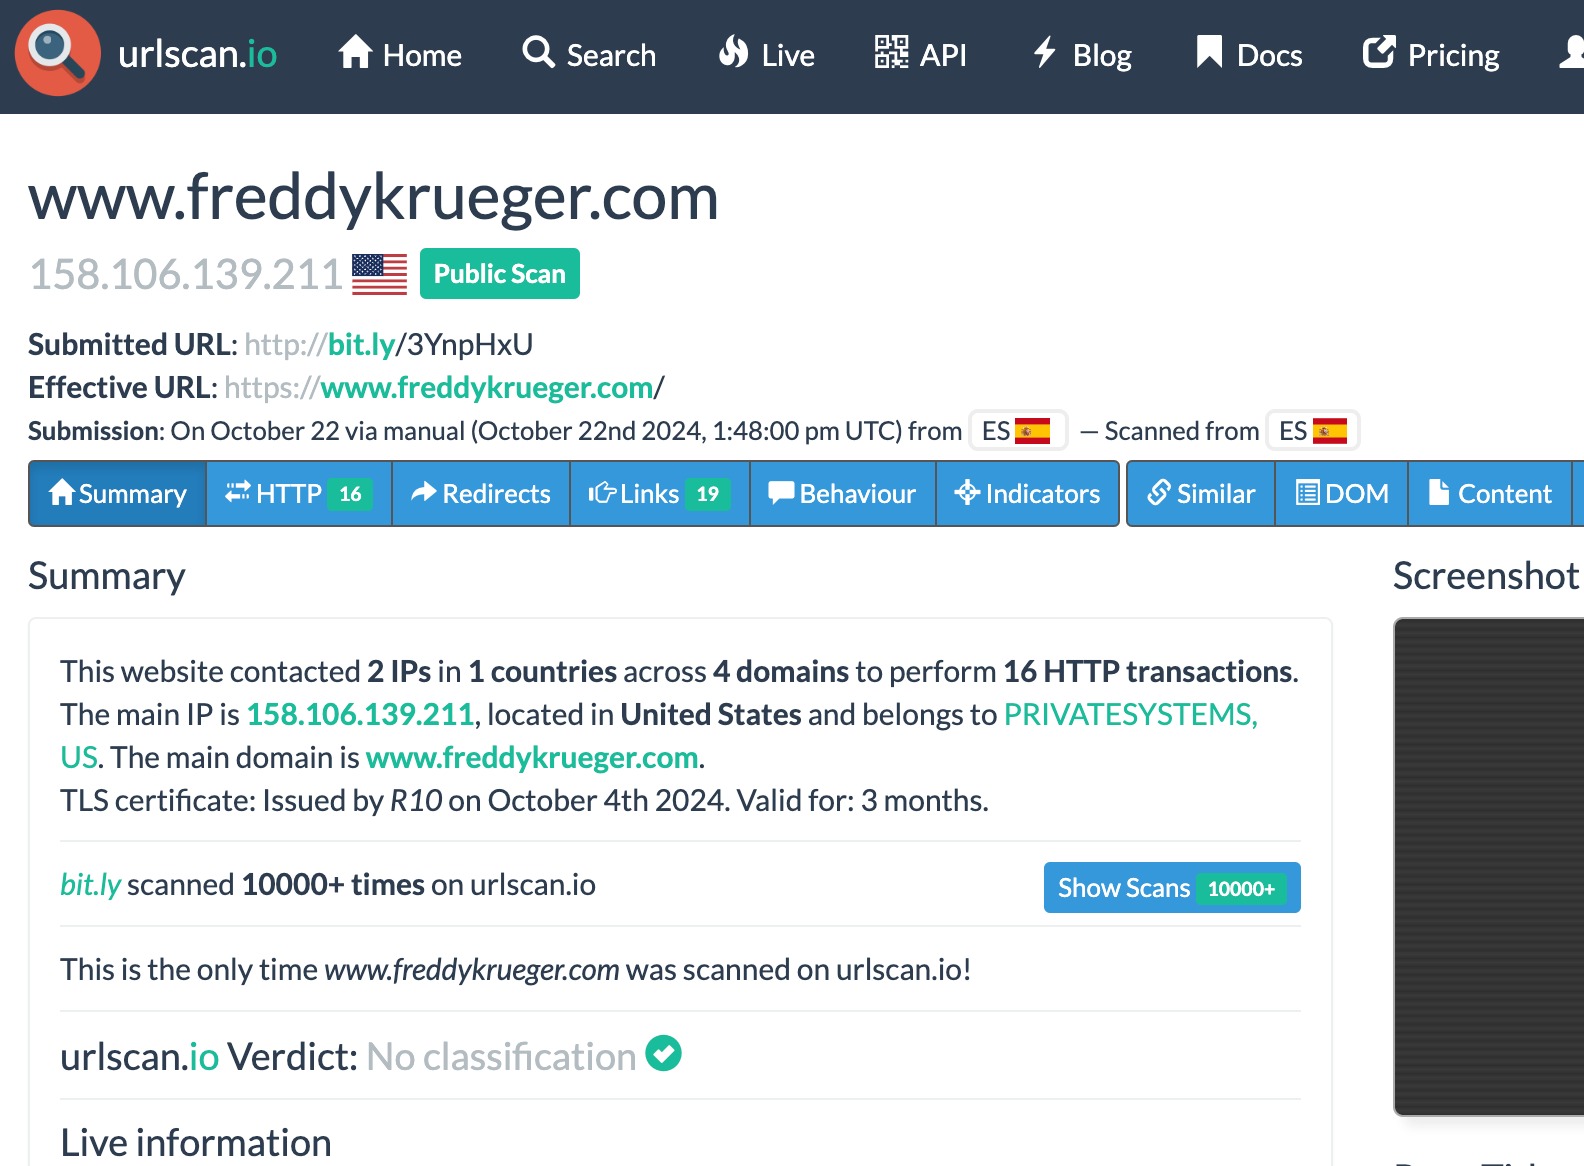 urlscan.io Home Search Live API Blog Docs Pricing
www.freddykrueger.com
158.106.139.211 Public Scan
Submitted URL: http://bit.ly/3YnpHxU
Effective URL: https://www.freddykrueger.com/
Submission: On October 22 via manual (October 22nd 2024, 1:48:00 pm UTC) from ES — Scanned from ES
Summary HTTP 16 Redirects Links 19 Behaviour Indicators Similar DOM Content
Summary
Screenshot
This website contacted 2 IPs in 1 countries across 4 domains to perform 16 HTTP transactions.
The main IP is 158.106.139.211, located in United States and belongs to PRIVATESYSTEMS,
US. The main domain is www.freddykrueger.com.
TLS certificate: Issued by R10 on October 4th 2024. Valid for: 3 months.
bit.ly scanned 10000+ times on urlscan.io Show Scans 10000+
This is the only time www.freddykrueger.com was scanned on urlscan.io!
urlscan.io Verdict: No classification
Live information